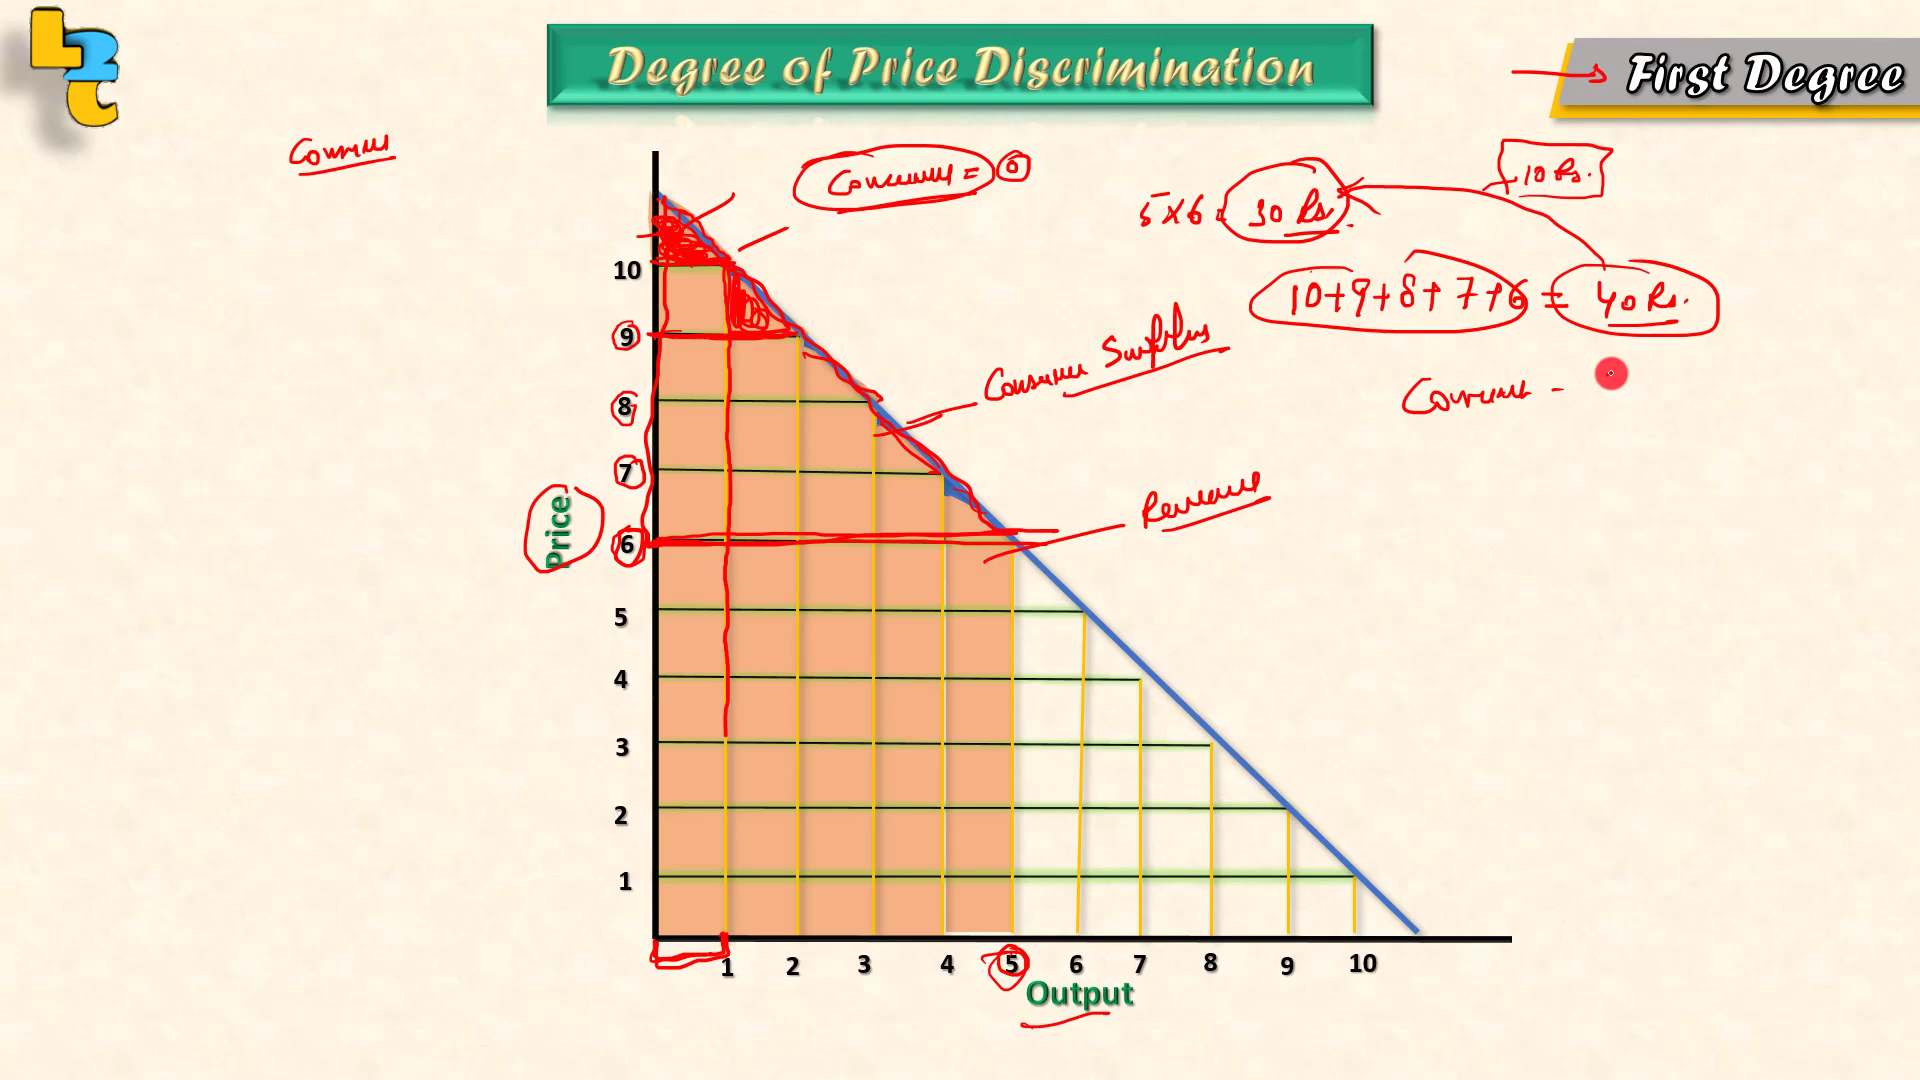 L2C
Degree of Price Discrimination
First Degree
Consumer = 0
10 Rs.
5 x 6 = 30 Rs.
10+9+8+7+6 = 40 Rs.
Consumer Surplus
Revenue
Price
10
9
8
7
6
5
4
3
2
1
1 2 3 4 5 6 7 8 9 10
Output